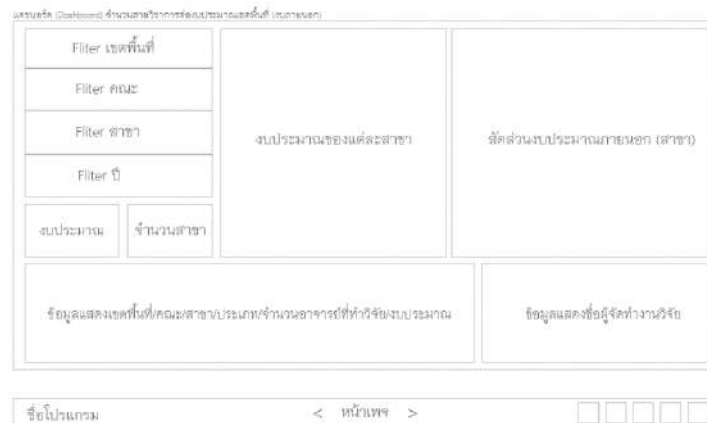 แดชบอร์ด (Dashboard) จำนวนสาขาวิชาการต่องบประมาณเขตพื้นที่ (งบภายนอก)
Fliter เขตพื้นที่
Fliter คณะ
Fliter สาขา
Fliter ปี
งบประมาณ
จำนวนสาขา
งบประมาณของแต่ละสาขา
สัดส่วนงบประมาณภายนอก (สาขา)
ข้อมูลแสดงเขตพื้นที่/คณะ/สาขา/ประเภท/จำนวนอาจารย์ที่ทำวิจัย/งบประมาณ
ข้อมูลแสดงชื่อผู้จัดทำงานวิจัย
ชื่อโปรแกรม < หน้าเพจ >